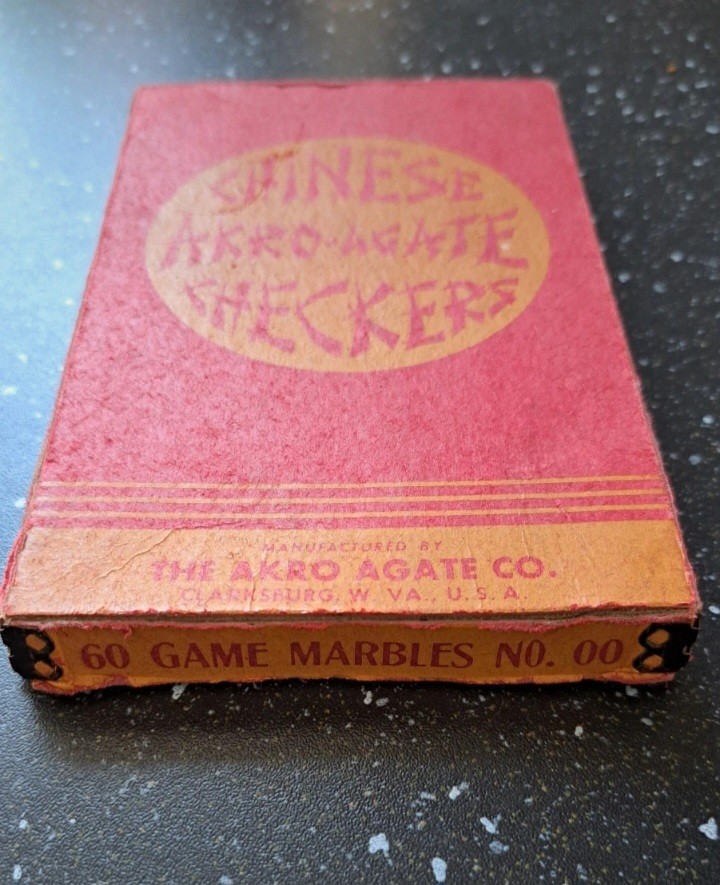 CHINESE
AKRO-AGATE
CHECKERS
MANUFACTURED BY
THE AKRO AGATE CO.
CLARKSBURG, W. VA., U.S.A.
60 GAME MARBLES NO. 00